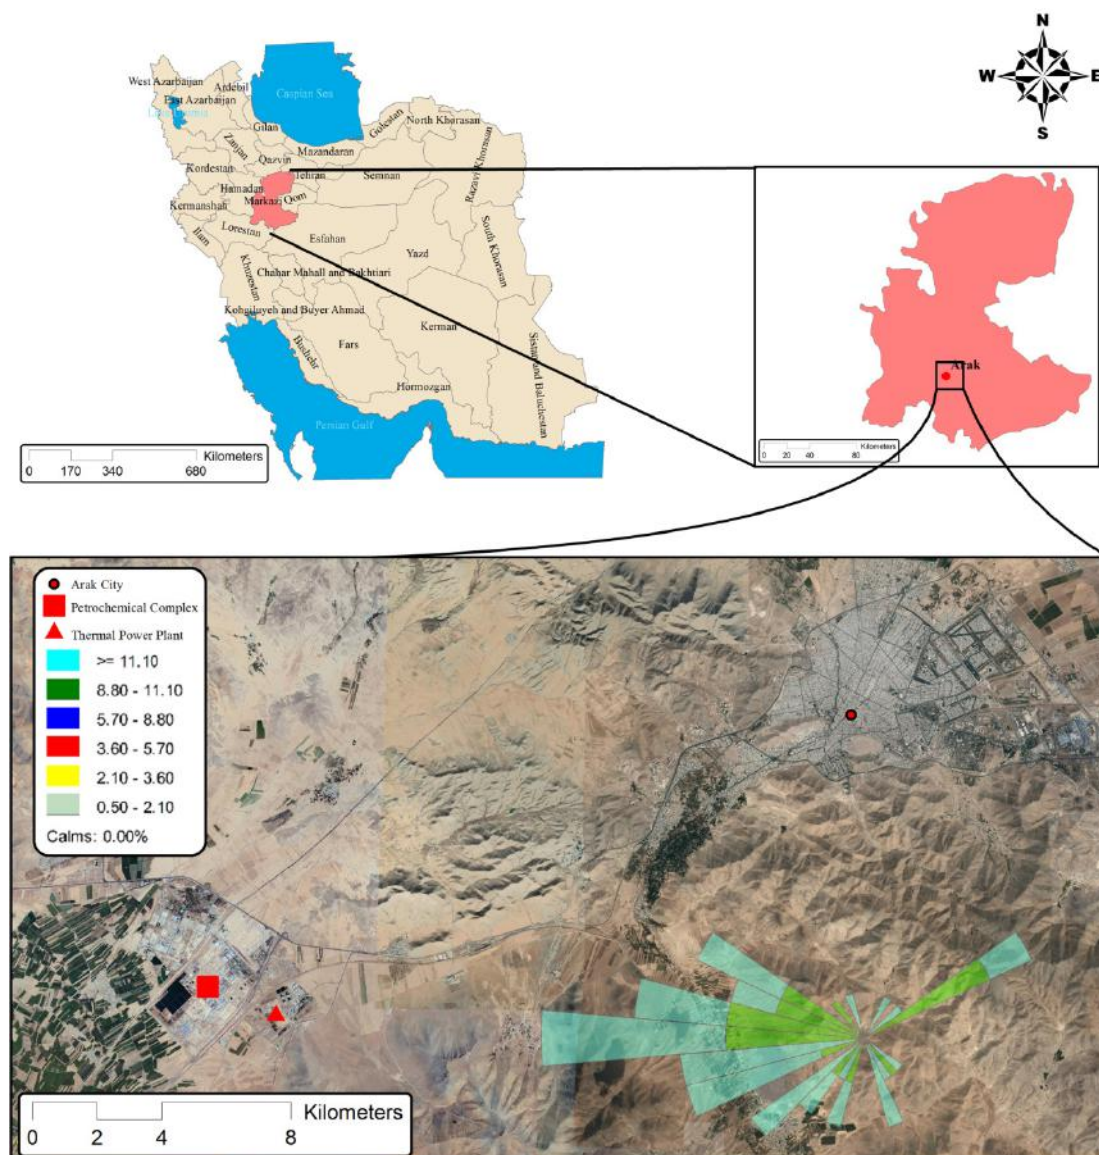 N
W
E
S
Caspian Sea
West Azarbaijan
Ardebil
East Azarbaijan
Gilan
Golestan
North Khorasan
Zanjan
Mazandaran
Razavi Khorasan
Qazvin
Kordestan
Tehran
Semnan
Hamadan
Markazi
Qom
Kermanshah
Lorestan
Ilam
Esfahan
Yazd
South Khorasan
Khuzestan
Chahar Mahall and Bakhtiari
Kohgiluyeh and Buyer Ahmad
Kerman
Bushehr
Fars
Sistan and Baluchestan
Hormozgan
Persian Gulf
Kilometers
0 170 340 680
Arak
Kilometers
0 20 40 80
Arak City
Petrochemical Complex
Thermal Power Plant
>= 11.10
8.80 - 11.10
5.70 - 8.80
3.60 - 5.70
2.10 - 3.60
0.50 - 2.10
Calms: 0.00%
Kilometers
0 2 4 8